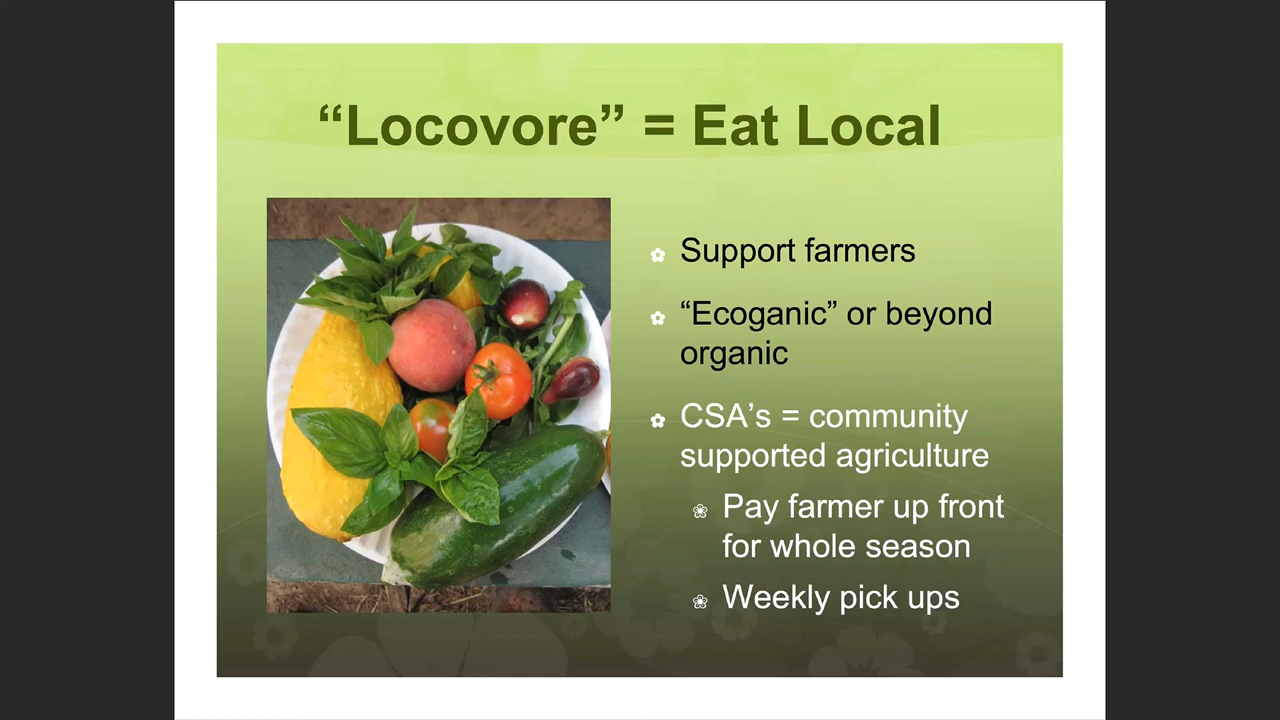 “Locovore” = Eat Local
Support farmers
“Ecoganic” or beyond
organic
CSA’s = community
supported agriculture
Pay farmer up front
for whole season
Weekly pick ups